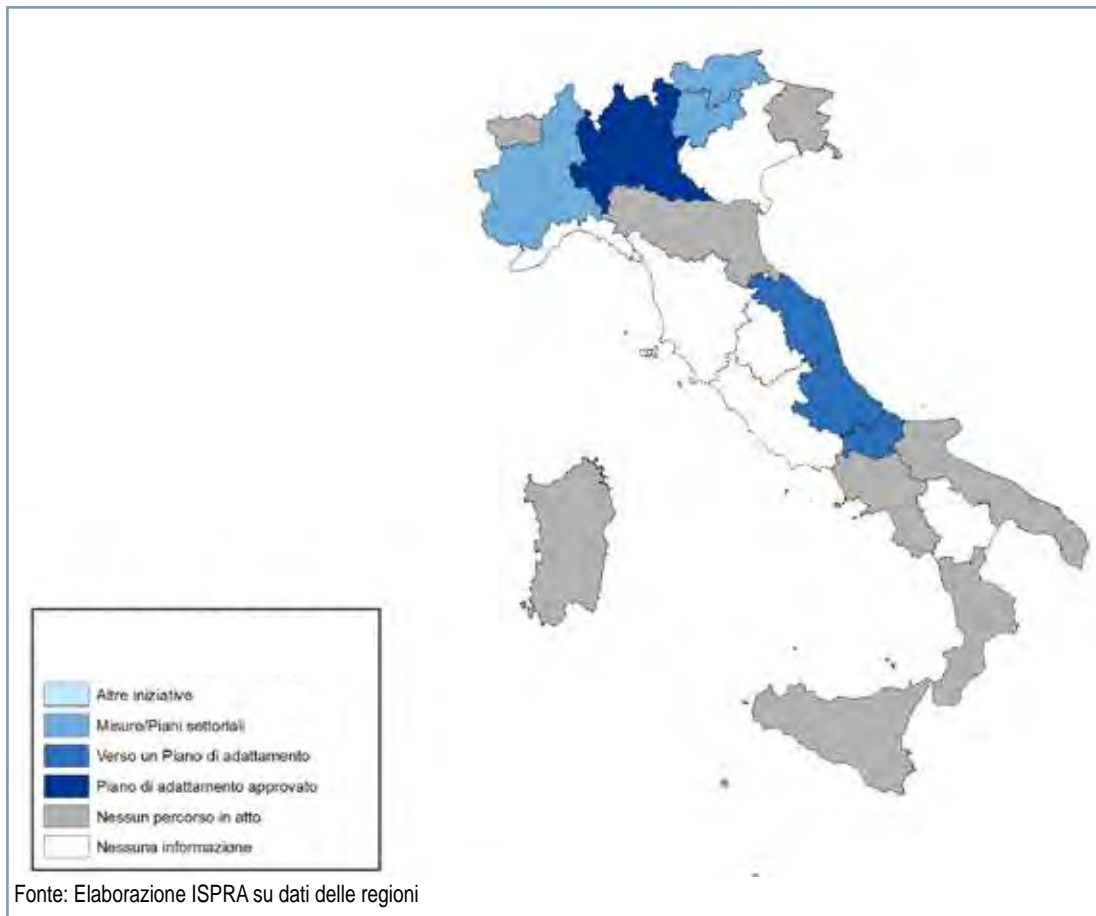 Altre iniziative
Misure/Piani settoriali
Verso un Piano di adattamento
Piano di adattamento approvato
Nessun percorso in atto
Nessuna informazione
Fonte: Elaborazione ISPRA su dati delle regioni